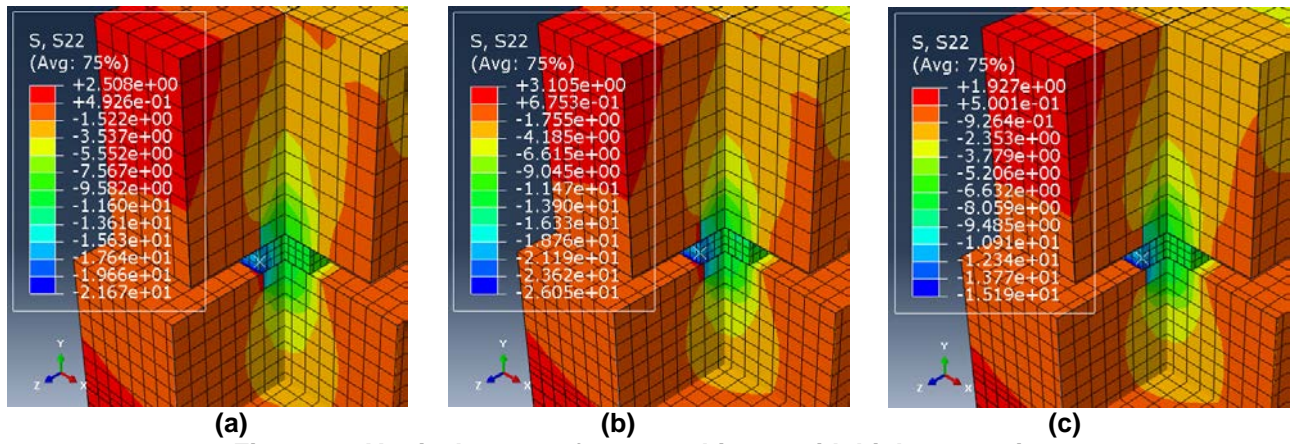 S, S22
(Avg: 75%)
+2.508e+00
+4.926e-01
-1.522e+00
-3.537e+00
-5.552e+00
-7.567e+00
-9.582e+00
-1.160e+01
-1.361e+01
-1.563e+01
-1.764e+01
-1.966e+01
-2.167e+01
Y
Z
X
(a)
S, S22
(Avg: 75%)
+3.105e+00
+6.753e-01
-1.755e+00
-4.185e+00
-6.615e+00
-9.045e+00
-1.147e+01
-1.390e+01
-1.633e+01
-1.876e+01
-2.119e+01
-2.362e+01
-2.605e+01
Y
Z
X
(b)
S, S22
(Avg: 75%)
+1.927e+00
+5.001e-01
-9.264e-01
-2.353e+00
-3.779e+00
-5.206e+00
-6.632e+00
-8.059e+00
-9.485e+00
-1.091e+01
-1.234e+01
-1.377e+01
-1.519e+01
Y
Z
X
(c)